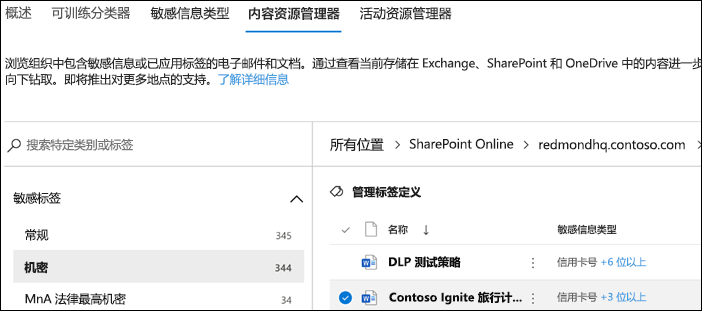 概述 可训练分类器 敏感信息类型 内容资源管理器 活动资源管理器
浏览组织中包含敏感信息或已应用标签的电子邮件和文档。通过查看当前存储在 Exchange、SharePoint 和 OneDrive 中的内容进一步
向下钻取。即将推出对更多地点的支持。了解详细信息
搜索特定类别或标签
所有位置 > SharePoint Online > redmondhq.contoso.com >
敏感标签
管理标签定义
名称 ↓ 敏感信息类型
常规 345
机密 344
DLP 测试策略 信用卡号 +6 位以上
MnA 法律最高机密 34
Contoso Ignite 旅行计... 信用卡号 +3 位以上